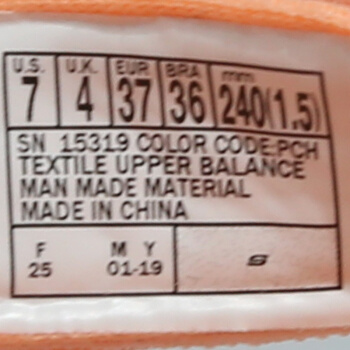 U.S. U.K. EUR BRA mm
7 4 37 36 240(1.5)
SN 15319 COLOR CODE:PCH
TEXTILE UPPER BALANCE
MAN MADE MATERIAL
MADE IN CHINA
F M Y
25 01-19
S